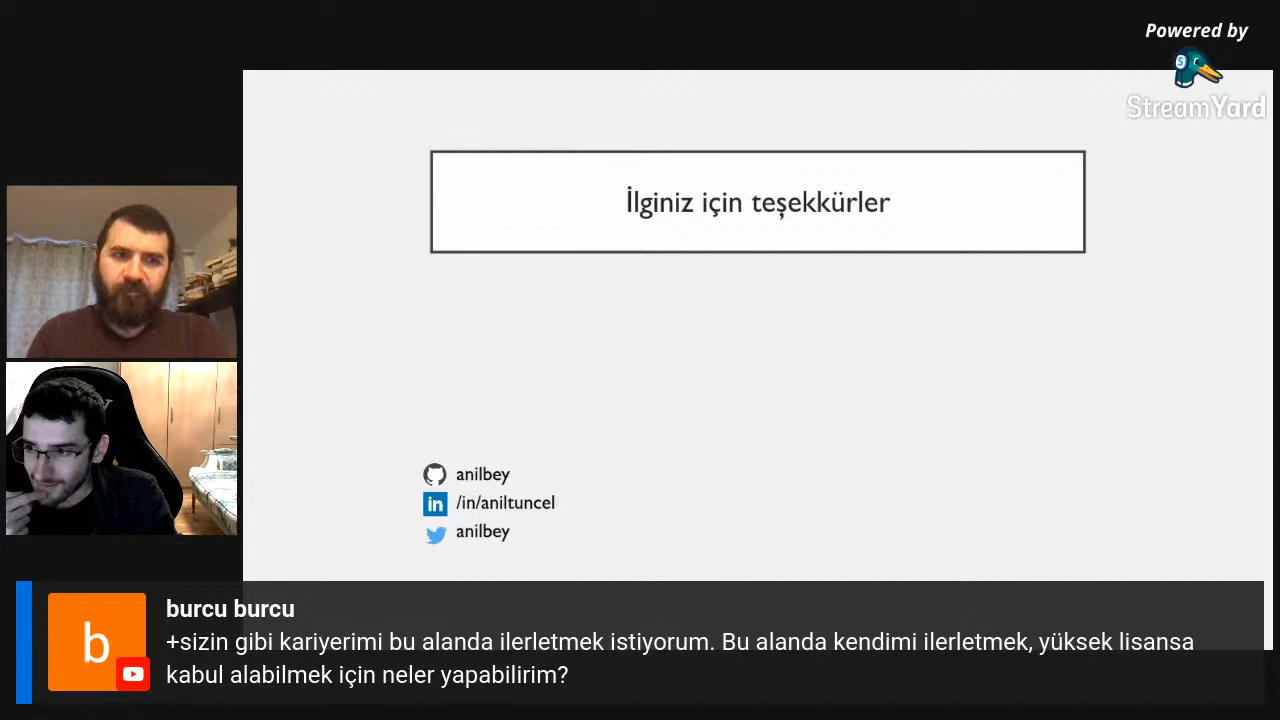 Powered by
StreamYard
İlginiz için teşekkürler
anilbey
in /in/aniltuncel
anilbey
b
burcu burcu
+sizin gibi kariyerimi bu alanda ilerletmek istiyorum. Bu alanda kendimi ilerletmek, yüksek lisansa
kabul alabilmek için neler yapabilirim?